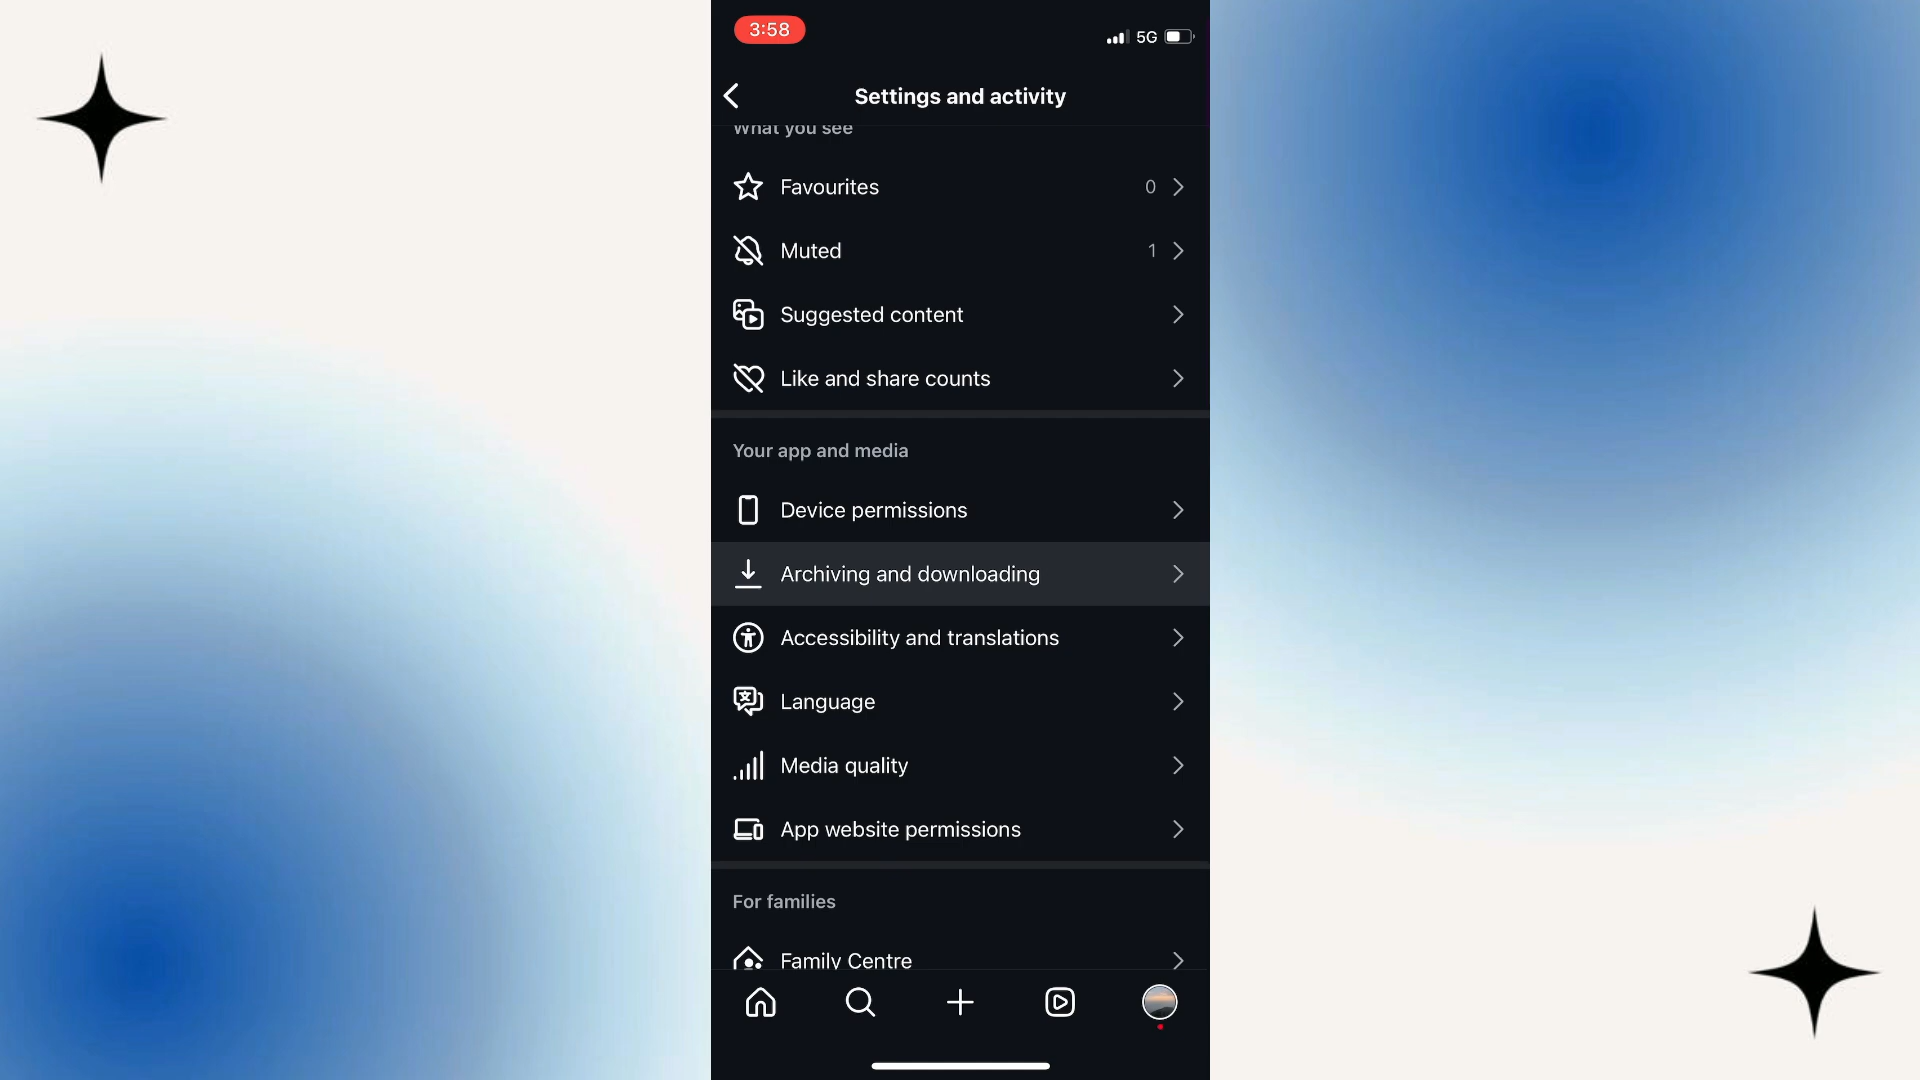 3:58
5G
Settings and activity
What you see
Favourites 0
Muted 1
Suggested content
Like and share counts
Your app and media
Device permissions
Archiving and downloading
Accessibility and translations
Language
Media quality
App website permissions
For families
Family Centre